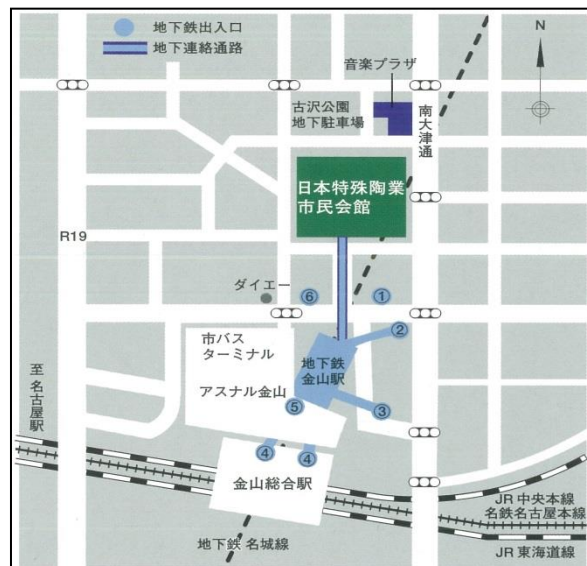 地下鉄出入口
地下連絡通路
N
音楽プラザ
古沢公園
地下駐車場
南大津通
日本特殊陶業
市民会館
R19
ダイエー
⑥
①
②
市バス
ターミナル
地下鉄
金山駅
アスナル金山
⑤
③
至 名古屋駅
④
④
金山総合駅
JR 中央本線
名鉄名古屋本線
地下鉄 名城線
JR 東海道線